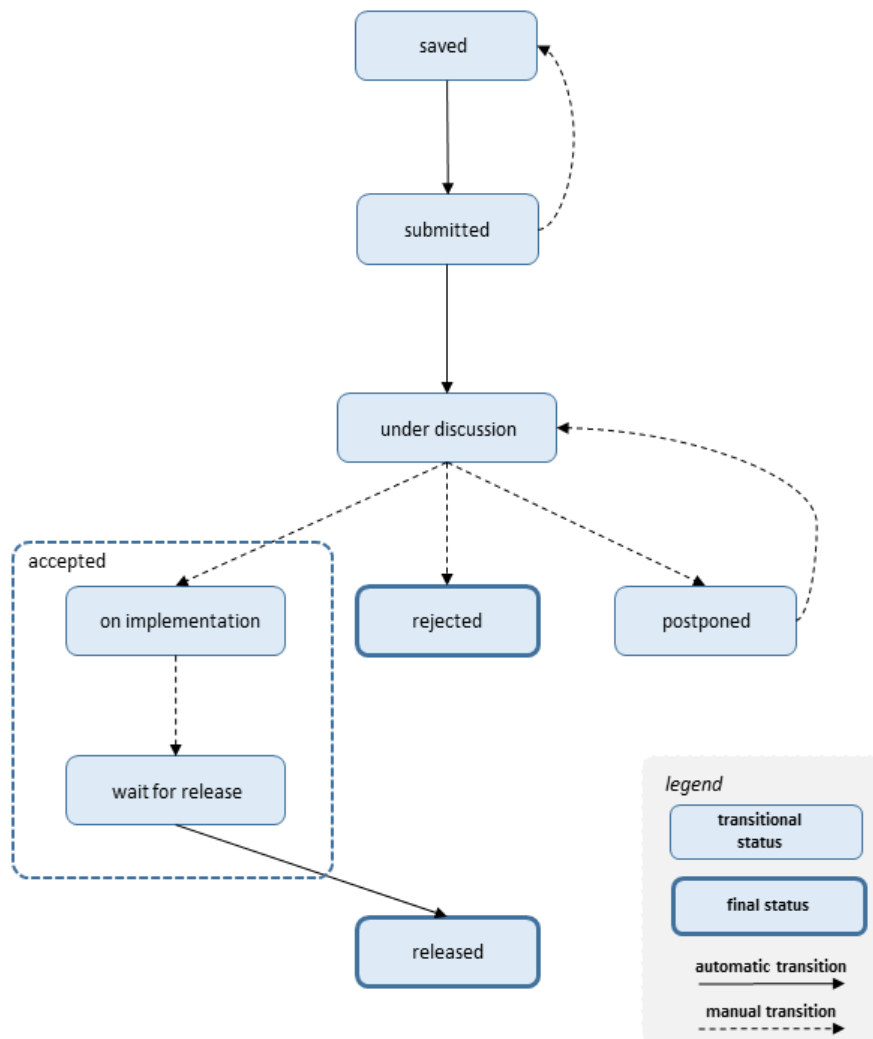 saved
submitted
under discussion
accepted
on implementation
rejected
postponed
wait for release
released
legend
transitional
status
final status
automatic transition
manual transition